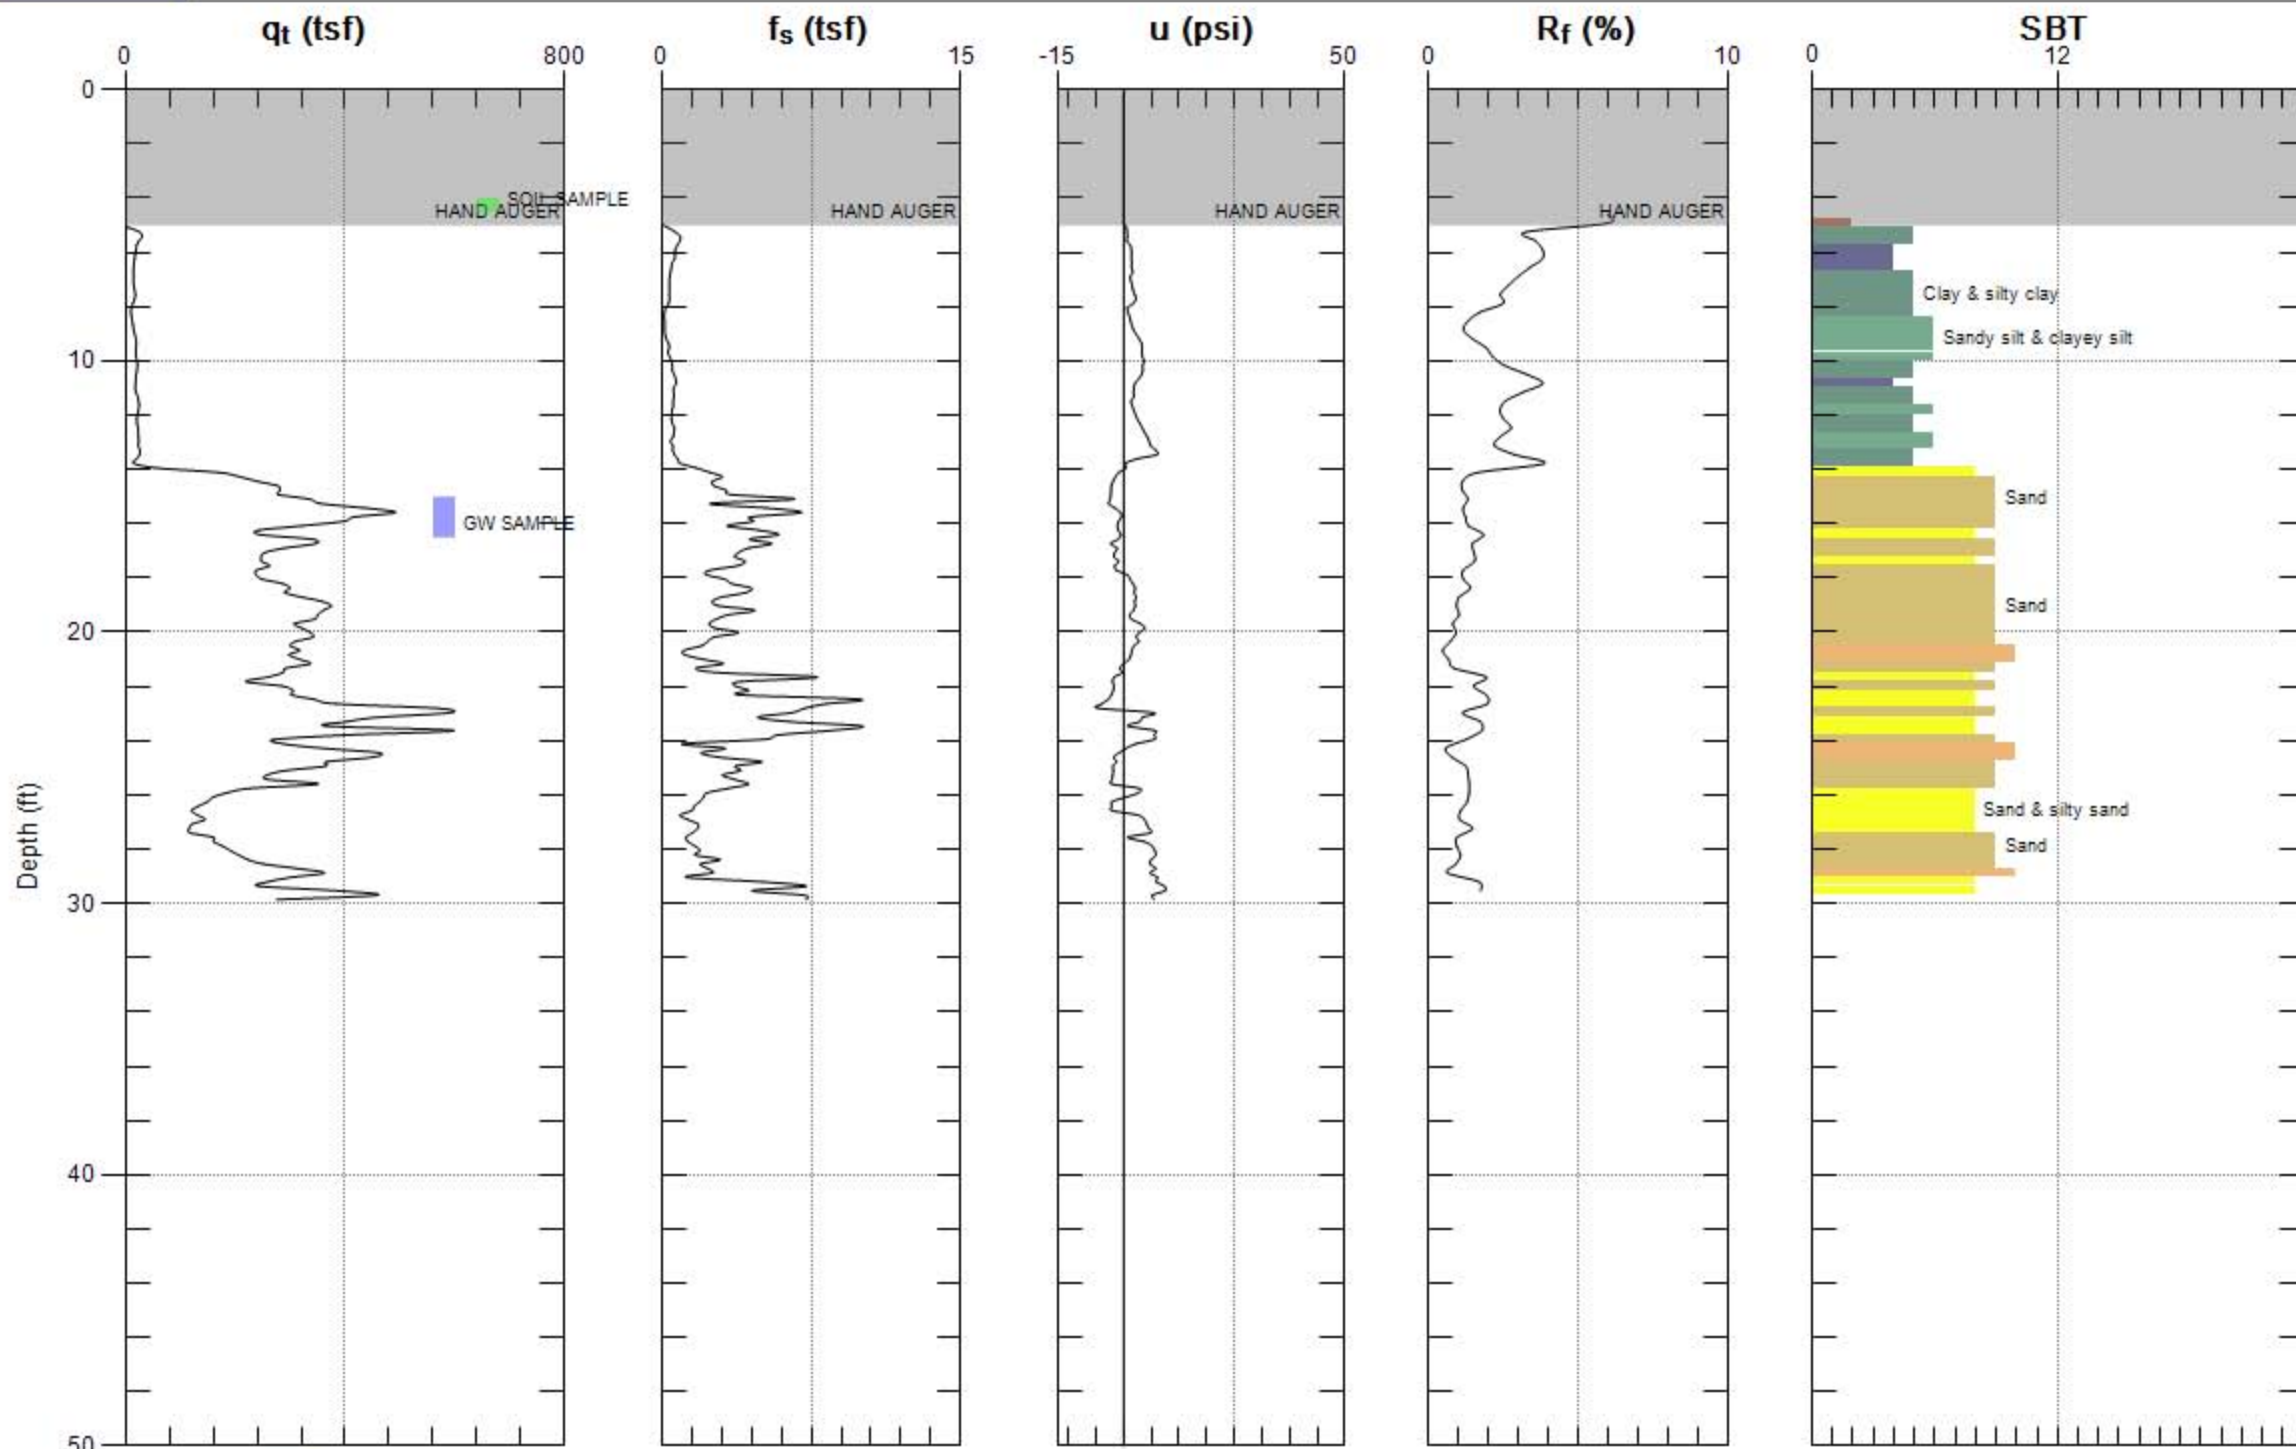 qt (tsf) fs (tsf) u (psi) Rf (%) SBT
0 800 0 15 -15 50 0 10 0 12
0
SOIL SAMPLE
HAND AUGER HAND AUGER HAND AUGER HAND AUGER
Clay & silty clay
Sandy silt & clayey silt
10
Sand
GW SAMPLE
Sand
20
Sand & silty sand
Depth (ft)
Sand
30
40
50